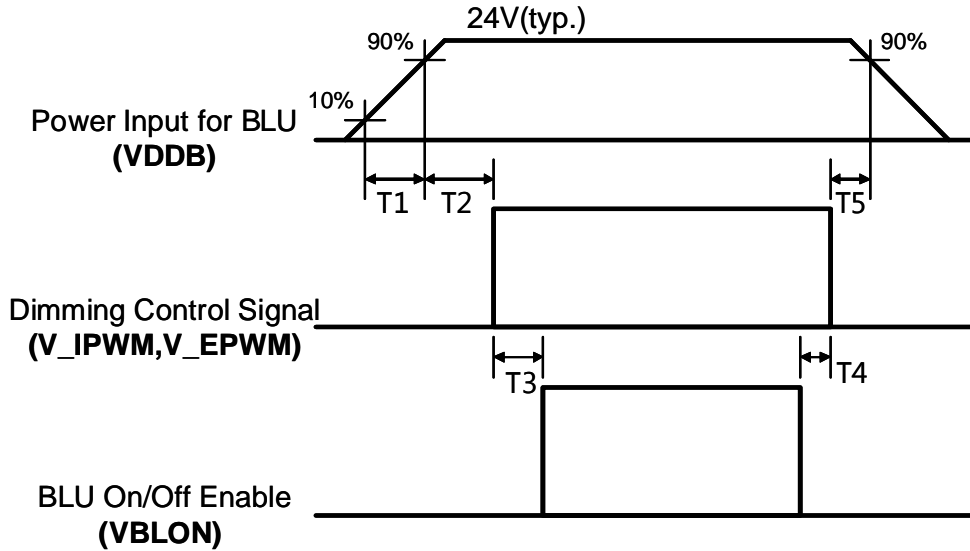 24V(typ.)
90%
90%
10%
Power Input for BLU
(VDDB)
T1
T2
T5
Dimming Control Signal
(V_IPWM,V_EPWM)
T3
T4
BLU On/Off Enable
(VBLON)